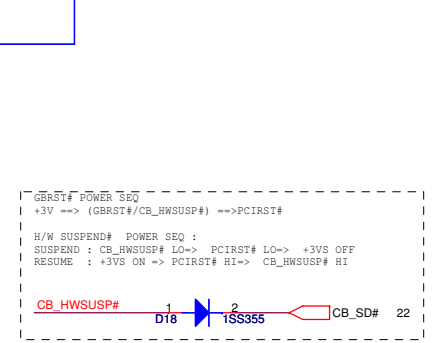 GBRST# POWER SEQ
+3V ==> (GBRST#/CB_HWSUSP#) ==>PCIRST#
H/W SUSPEND# POWER SEQ :
SUSPEND : CB_HWSUSP# LO=> PCIRST# LO=> +3VS OFF
RESUME : +3VS ON => PCIRST# HI=> CB_HWSUSP# HI
CB_HWSUSP# 1 2 CB_SD# 22
D18 1SS355